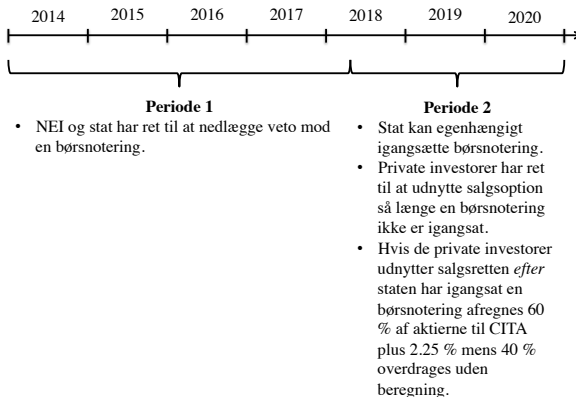 2014 2015 2016 2017 2018 2019 2020
Periode 1
• NEI og stat har ret til at nedlægge veto mod
en børsnotering.
Periode 2
• Stat kan egenhængigt
igangsætte børsnotering.
• Private investorer har ret
til at udnytte salgsoption
så længe en børsnotering
ikke er igangsat.
• Hvis de private investorer
udnytter salgsretten efter
staten har igangsat en
børsnotering afregnes 60
% af aktierne til CITA
plus 2.25 % mens 40 %
overdrages uden
beregning.